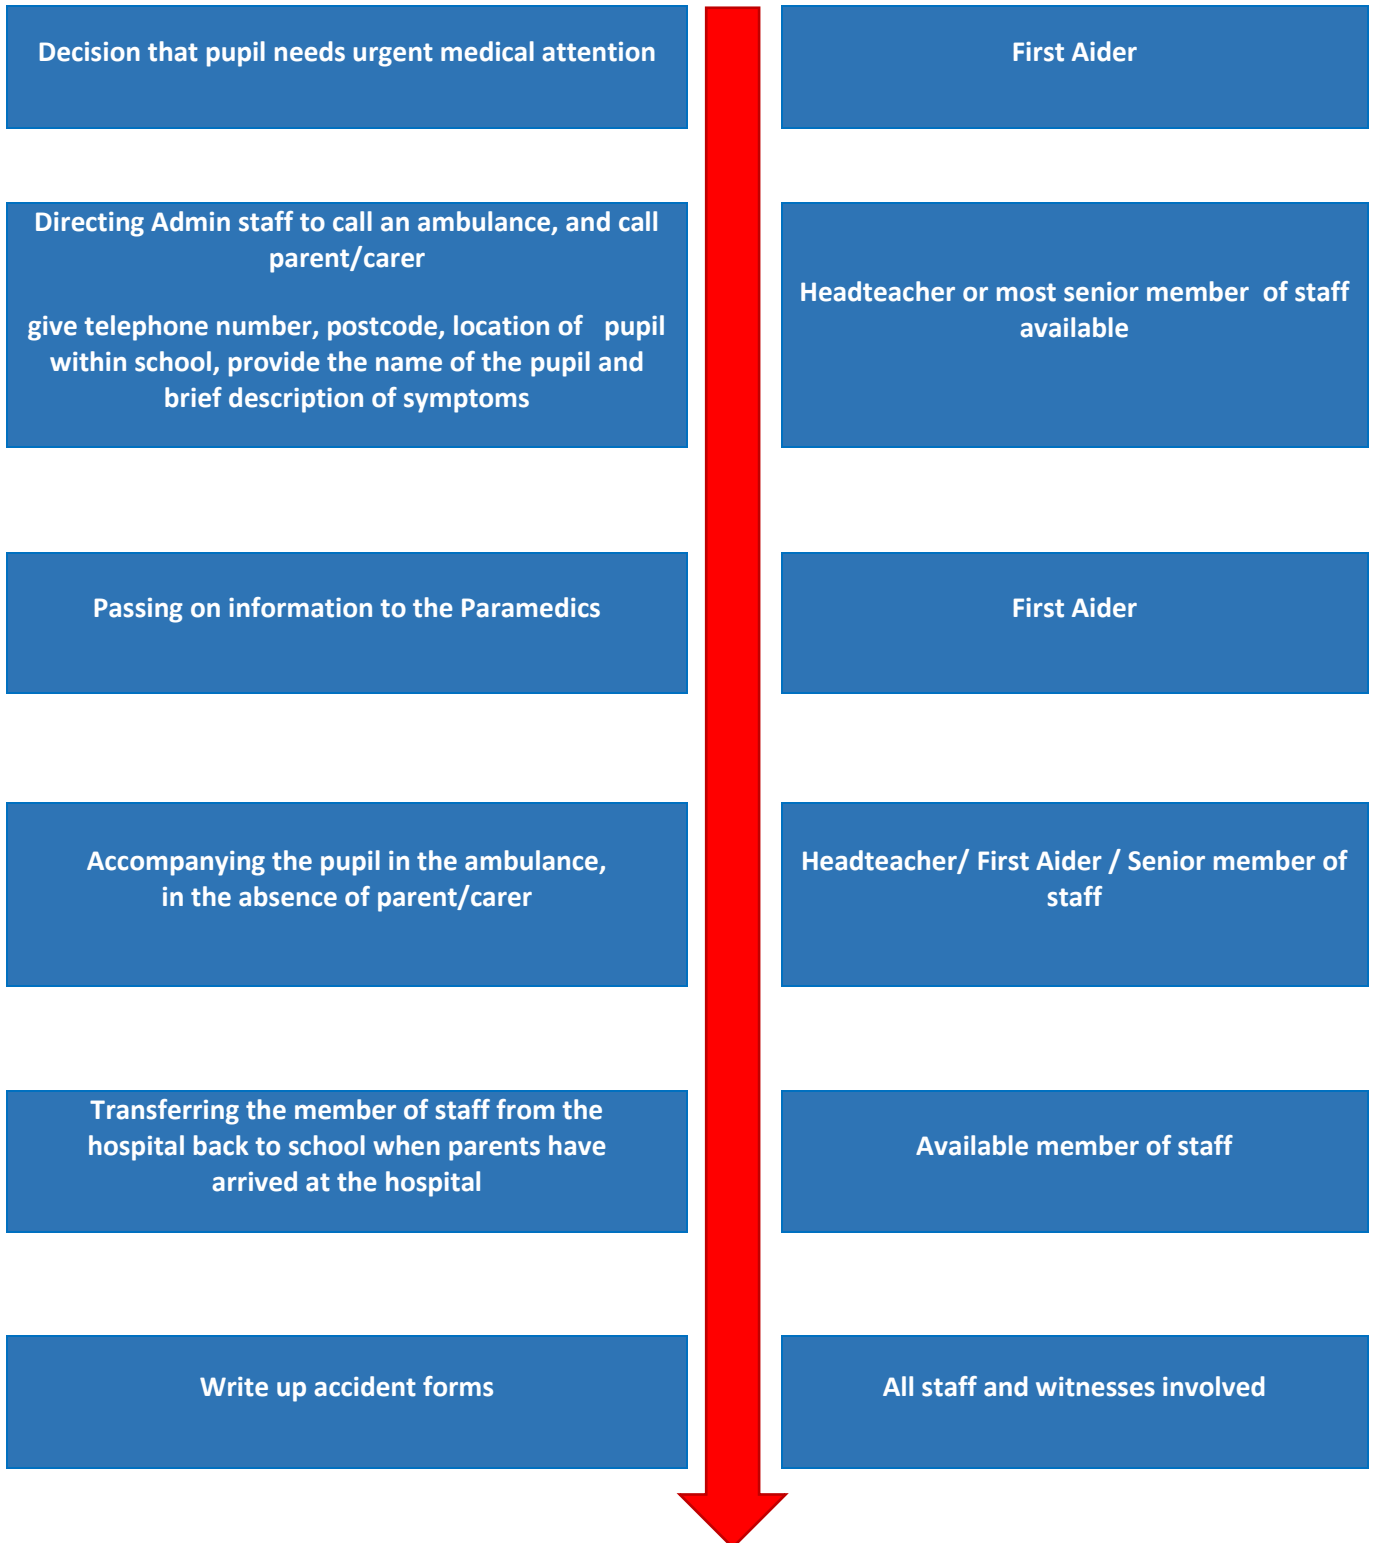 Decision that pupil needs urgent medical attention
First Aider
Directing Admin staff to call an ambulance, and call
parent/carer
give telephone number, postcode, location of pupil
within school, provide the name of the pupil and
brief description of symptoms
Headteacher or most senior member of staff
available
Passing on information to the Paramedics
First Aider
Accompanying the pupil in the ambulance,
in the absence of parent/carer
Headteacher/ First Aider / Senior member of
staff
Transferring the member of staff from the
hospital back to school when parents have
arrived at the hospital
Available member of staff
Write up accident forms
All staff and witnesses involved